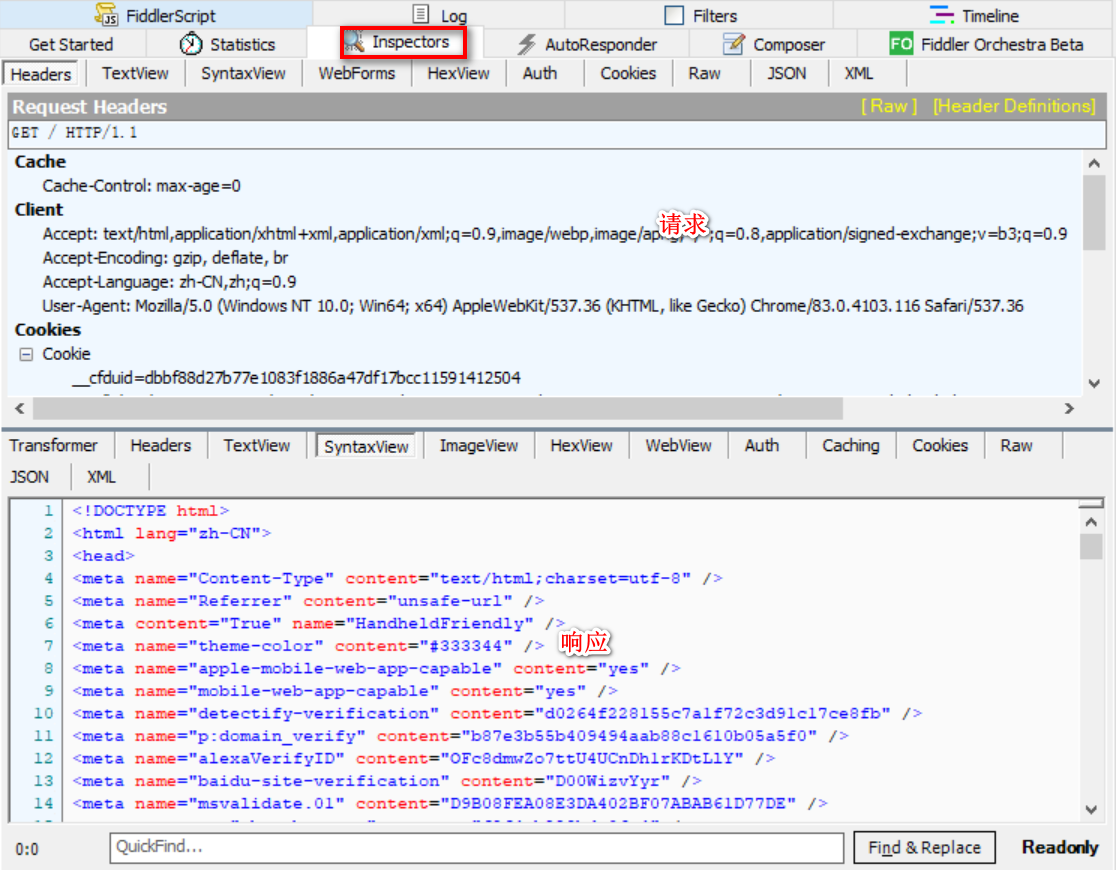 FiddlerScript Log Filters Timeline
Get Started Statistics Inspectors AutoResponder Composer FO Fiddler Orchestra Beta
Headers TextView SyntaxView WebForms HexView Auth Cookies Raw JSON XML
Request Headers [ Raw ] [Header Definitions]
GET / HTTP/1.1
Cache
Cache-Control: max-age=0
Client
请求
Accept: text/html,application/xhtml+xml,application/xml;q=0.9,image/webp,image/apng,*/*;q=0.8,application/signed-exchange;v=b3;q=0.9
Accept-Encoding: gzip, deflate, br
Accept-Language: zh-CN,zh;q=0.9
User-Agent: Mozilla/5.0 (Windows NT 10.0; Win64; x64) AppleWebKit/537.36 (KHTML, like Gecko) Chrome/83.0.4103.116 Safari/537.36
Cookies
Cookie
__cfduid=dbbf88d27b77e1083f1886a47df17bcc11591412504
Transformer Headers TextView SyntaxView ImageView HexView WebView Auth Caching Cookies Raw
JSON XML
1 <!DOCTYPE html>
2 <html lang="zh-CN">
3 <head>
4 <meta name="Content-Type" content="text/html;charset=utf-8" />
5 <meta name="Referrer" content="unsafe-url" />
6 <meta content="True" name="HandheldFriendly" />
7 <meta name="theme-color" content="#333344" />
响应
8 <meta name="apple-mobile-web-app-capable" content="yes" />
9 <meta name="mobile-web-app-capable" content="yes" />
10 <meta name="detectify-verification" content="d0264f228155c7a1f72c3d91c17ce8fb" />
11 <meta name="p:domain_verify" content="b87e3b55b409494aab88c1610b05a5f0" />
12 <meta name="alexaVerifyID" content="OFc8dmwZo7ttU4UCnDh1rKDtLlY" />
13 <meta name="baidu-site-verification" content="D00WizvYyr" />
14 <meta name="msvalidate.01" content="D9B08FEA08E3DA402BF07ABAB61D77DE" />
0:0 QuickFind... Find & Replace Readonly